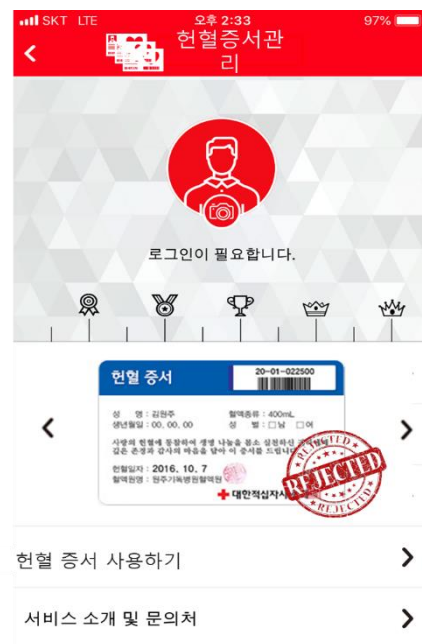 SKT LTE 오후 2:33 97%
헌혈증서관
리
로그인이 필요합니다.
헌혈 증서
20-01-022500
성 명 : 김원주 혈액종류 : 400mL
생년월일 : 00. 00. 00 성 별 : □남 □여
사랑의 헌혈에 동참하여 생명 나눔을 몸소 실천하신
깊은 존경과 감사의 마음을 담아 이 증서를 드립니다
헌혈일자 : 2016. 10. 7
혈액원명 : 원주기독병원혈액원
대한적십자사
REJECTED
REJECTED
REJECTED
헌혈 증서 사용하기
서비스 소개 및 문의처